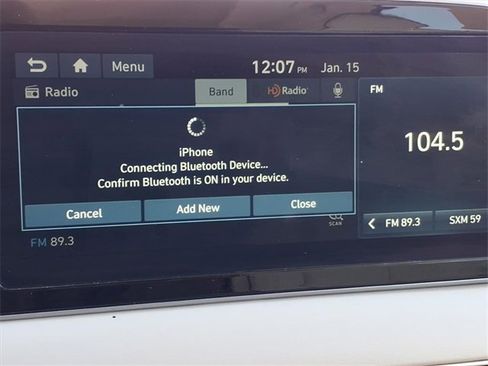 Menu
12:07 PM Jan. 15
Radio Band HD Radio FM
iPhone
Connecting Bluetooth Device...
Confirm Bluetooth is ON in your device.
104.5
Cancel Add New Close
SCAN
FM 89.3 SXM 59
FM 89.3